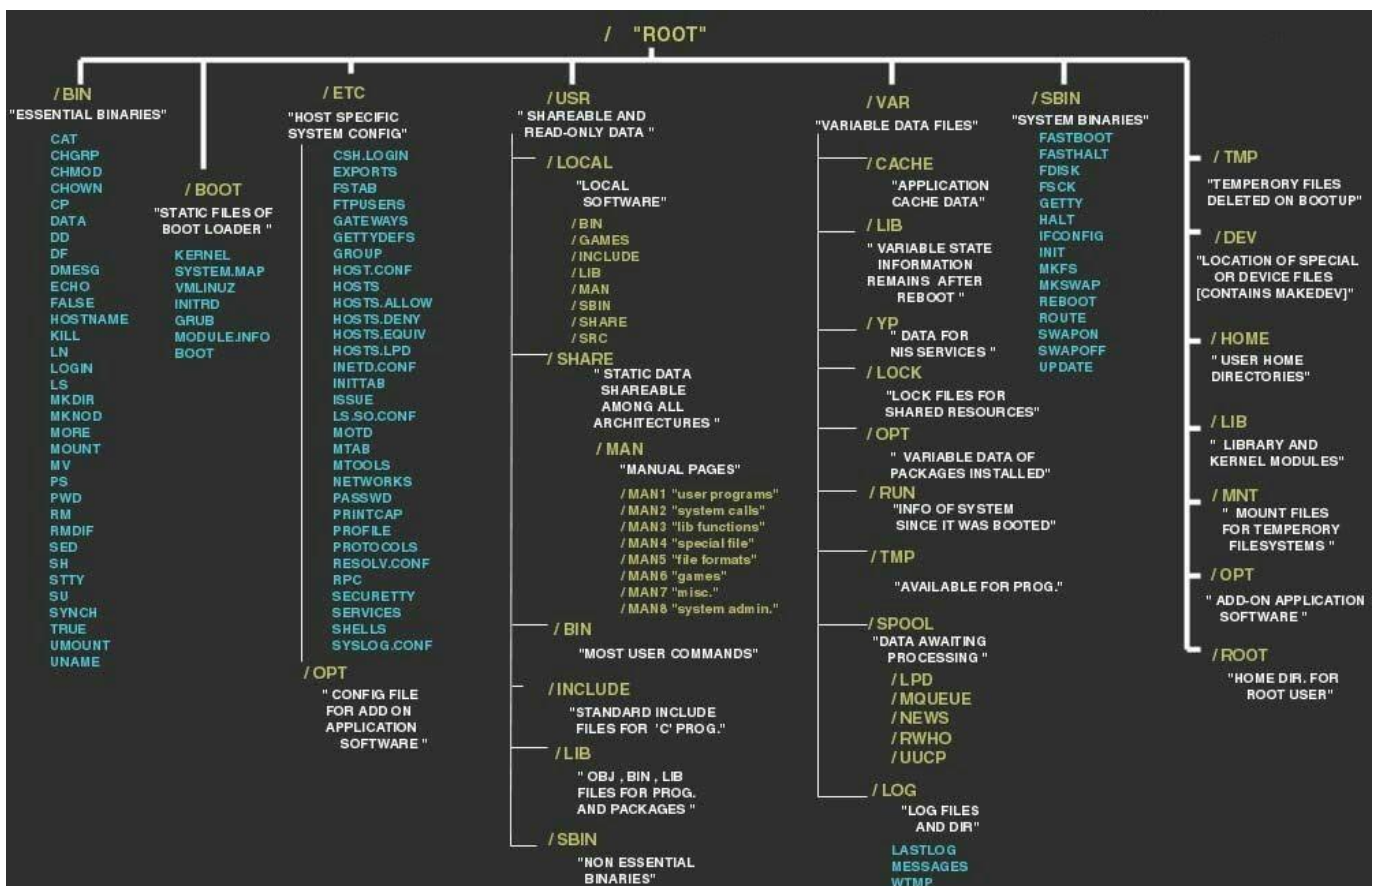 / "ROOT"
/BIN
"ESSENTIAL BINARIES"
CAT
CHGRP
CHMOD
CHOWN
CP
DATA
DD
DF
DMESG
ECHO
FALSE
HOSTNAME
KILL
LN
LOGIN
LS
MKDIR
MKNOD
MORE
MOUNT
MV
PS
PWD
RM
RMDIF
SED
SH
STTY
SU
SYNCH
TRUE
UMOUNT
UNAME
/BOOT
"STATIC FILES OF
BOOT LOADER "
KERNEL
SYSTEM.MAP
VMLINUZ
INITRD
GRUB
MODULE.INFO
BOOT
/ETC
"HOST SPECIFIC
SYSTEM CONFIG"
CSH.LOGIN
EXPORTS
FSTAB
FTPUSERS
GATEWAYS
GETTYDEFS
GROUP
HOST.CONF
HOSTS
HOSTS.ALLOW
HOSTS.DENY
HOSTS.EQUIV
HOSTS.LPD
INETD.CONF
INITTAB
ISSUE
LS.SO.CONF
MOTD
MTAB
MTOOLS
NETWORKS
PASSWD
PRINTCAP
PROFILE
PROTOCOLS
RESOLV.CONF
RPC
SECURETTY
SERVICES
SHELLS
SYSLOG.CONF
/OPT
" CONFIG FILE
FOR ADD ON
APPLICATION
SOFTWARE "
/USR
" SHAREABLE AND
READ-ONLY DATA "
/LOCAL
"LOCAL
SOFTWARE"
/BIN
/GAMES
/INCLUDE
/LIB
/MAN
/SBIN
/SHARE
/SRC
/SHARE
" STATIC DATA
SHAREABLE
AMONG ALL
ARCHITECTURES "
/MAN
"MANUAL PAGES"
/MAN1 "user programs"
/MAN2 "system calls"
/MAN3 "lib functions"
/MAN4 "special file"
/MAN5 "file formats"
/MAN6 "games"
/MAN7 "misc."
/MAN8 "system admin."
/BIN
"MOST USER COMMANDS"
/INCLUDE
"STANDARD INCLUDE
FILES FOR 'C' PROG."
/LIB
" OBJ , BIN , LIB
FILES FOR PROG.
AND PACKAGES "
/SBIN
"NON ESSENTIAL
BINARIES"
/VAR
"VARIABLE DATA FILES"
/CACHE
"APPLICATION
CACHE DATA"
/LIB
" VARIABLE STATE
INFORMATION
REMAINS AFTER
REBOOT "
/YP
" DATA FOR
NIS SERVICES "
/LOCK
"LOCK FILES FOR
SHARED RESOURCES"
/OPT
" VARIABLE DATA OF
PACKAGES INSTALLED"
/RUN
"INFO OF SYSTEM
SINCE IT WAS BOOTED"
/TMP
"AVAILABLE FOR PROG."
/SPOOL
"DATA AWAITING
PROCESSING "
/LPD
/MQUEUE
/NEWS
/RWHO
/UUCP
/LOG
"LOG FILES
AND DIR"
LASTLOG
MESSAGES
WTMP
/SBIN
"SYSTEM BINARIES"
FASTBOOT
FASTHALT
FDISK
FSCK
GETTY
HALT
IFCONFIG
INIT
MKFS
MKSWAP
REBOOT
ROUTE
SWAPON
SWAPOFF
UPDATE
/TMP
"TEMPERORY FILES
DELETED ON BOOTUP"
/DEV
"LOCATION OF SPECIAL
OR DEVICE FILES
[CONTAINS MAKEDEV]"
/HOME
" USER HOME
DIRECTORIES"
/LIB
" LIBRARY AND
KERNEL MODULES"
/MNT
" MOUNT FILES
FOR TEMPERORY
FILESYSTEMS "
/OPT
" ADD-ON APPLICATION
SOFTWARE "
/ROOT
"HOME DIR. FOR
ROOT USER"